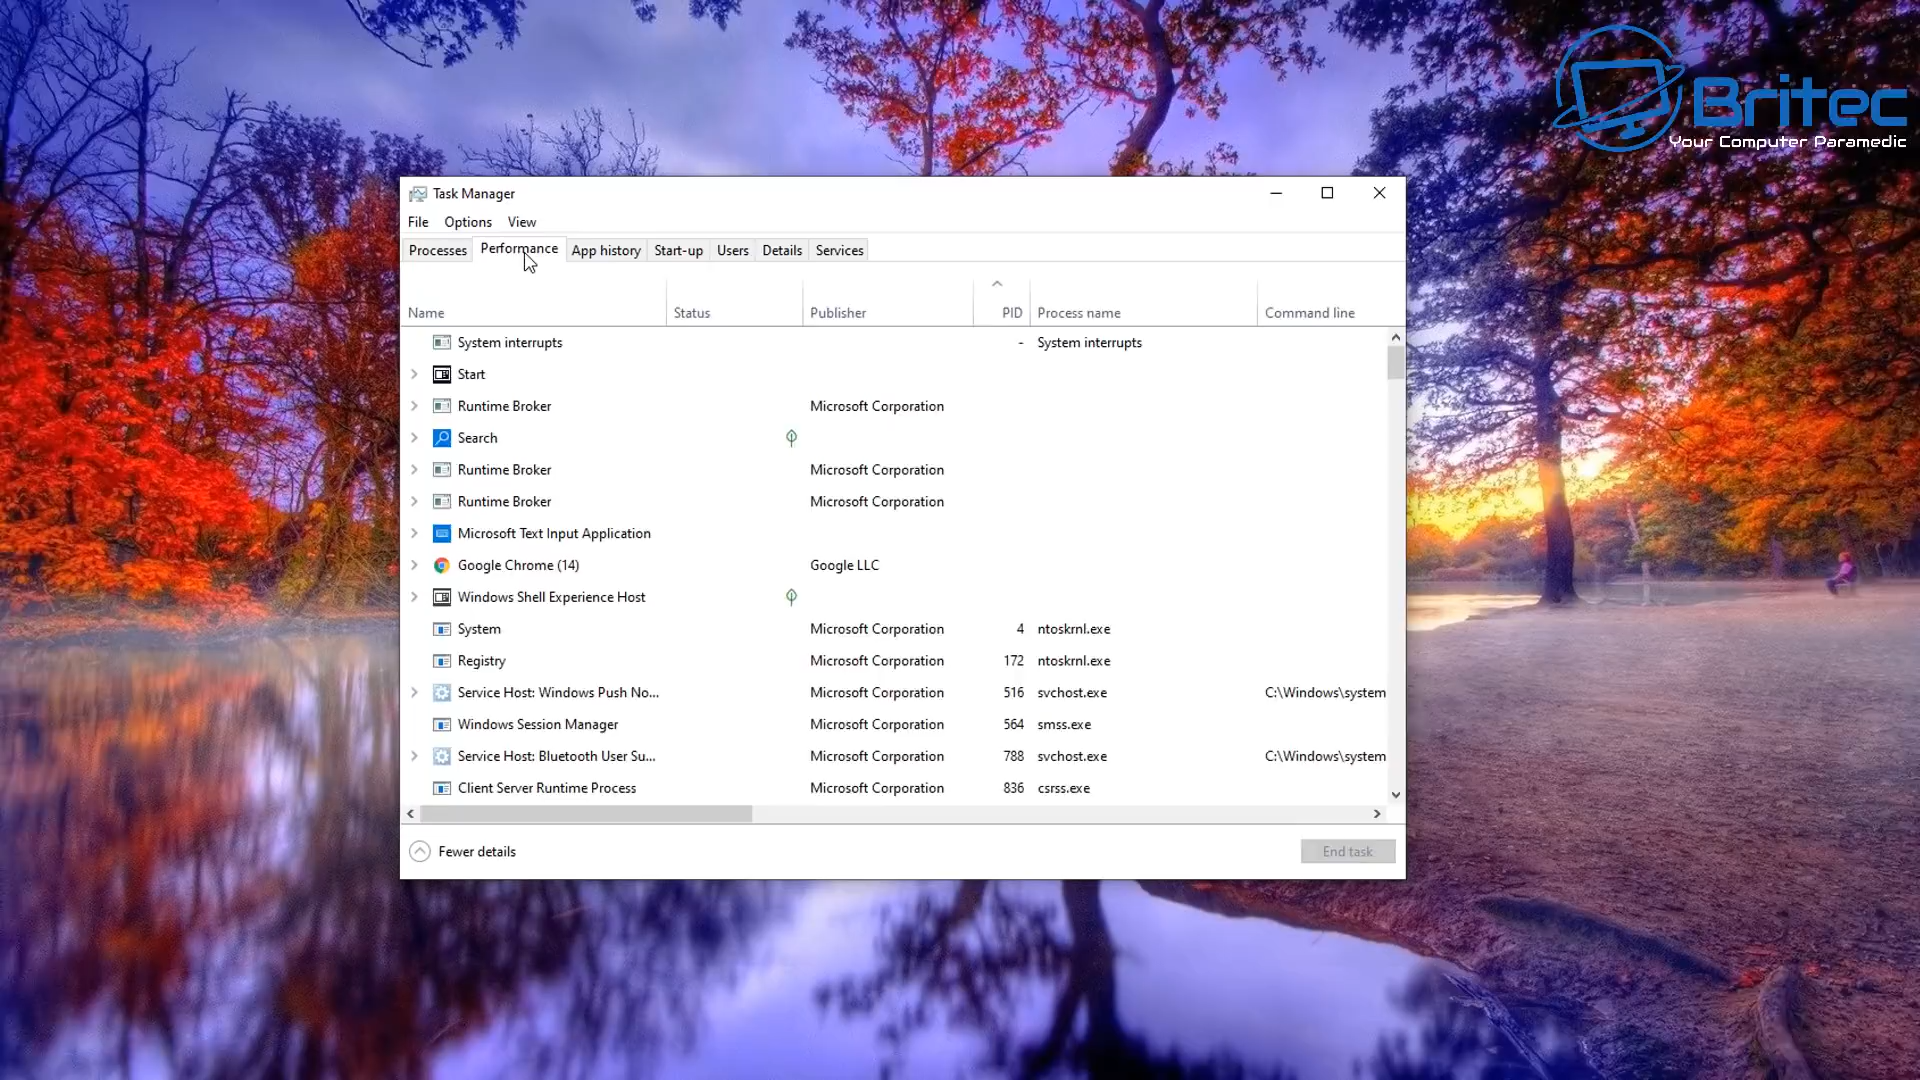 Britec
Your Computer Paramedic
Task Manager
File Options View
Processes Performance App history Start-up Users Details Services
Name Status Publisher PID Process name Command line
System interrupts - System interrupts
Start
Runtime Broker Microsoft Corporation
Search
Runtime Broker Microsoft Corporation
Runtime Broker Microsoft Corporation
Microsoft Text Input Application
Google Chrome (14) Google LLC
Windows Shell Experience Host
System Microsoft Corporation 4 ntoskrnl.exe
Registry Microsoft Corporation 172 ntoskrnl.exe
Service Host: Windows Push No... Microsoft Corporation 516 svchost.exe C:\Windows\system
Windows Session Manager Microsoft Corporation 564 smss.exe
Service Host: Bluetooth User Su... Microsoft Corporation 788 svchost.exe C:\Windows\system
Client Server Runtime Process Microsoft Corporation 836 csrss.exe
Fewer details End task